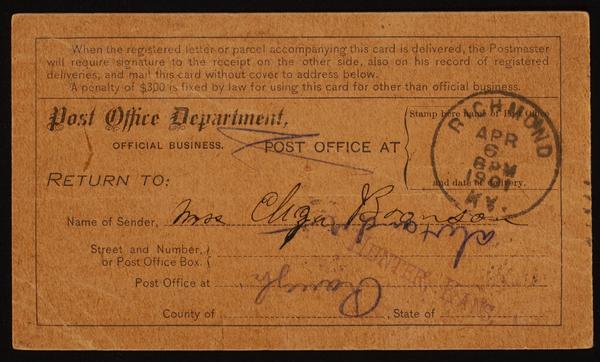 When the registered letter or parcel accompanying this card is delivered, the Postmaster
will require signature to the receipt on the other side, also on his record of registered
deliveries, and mail this card without cover to address below.
A penalty of $300 is fixed by law for using this card for other than official business.
Post Office Department,
OFFICIAL BUSINESS.
POST OFFICE AT
Stamp here name of Post Office
and date of delivery.
RICHMOND
APR
6
6PM
1901
KY.
RETURN TO:
Name of Sender, Mrs
Street and Number,
or Post Office Box.
Post Office at
County of , State of